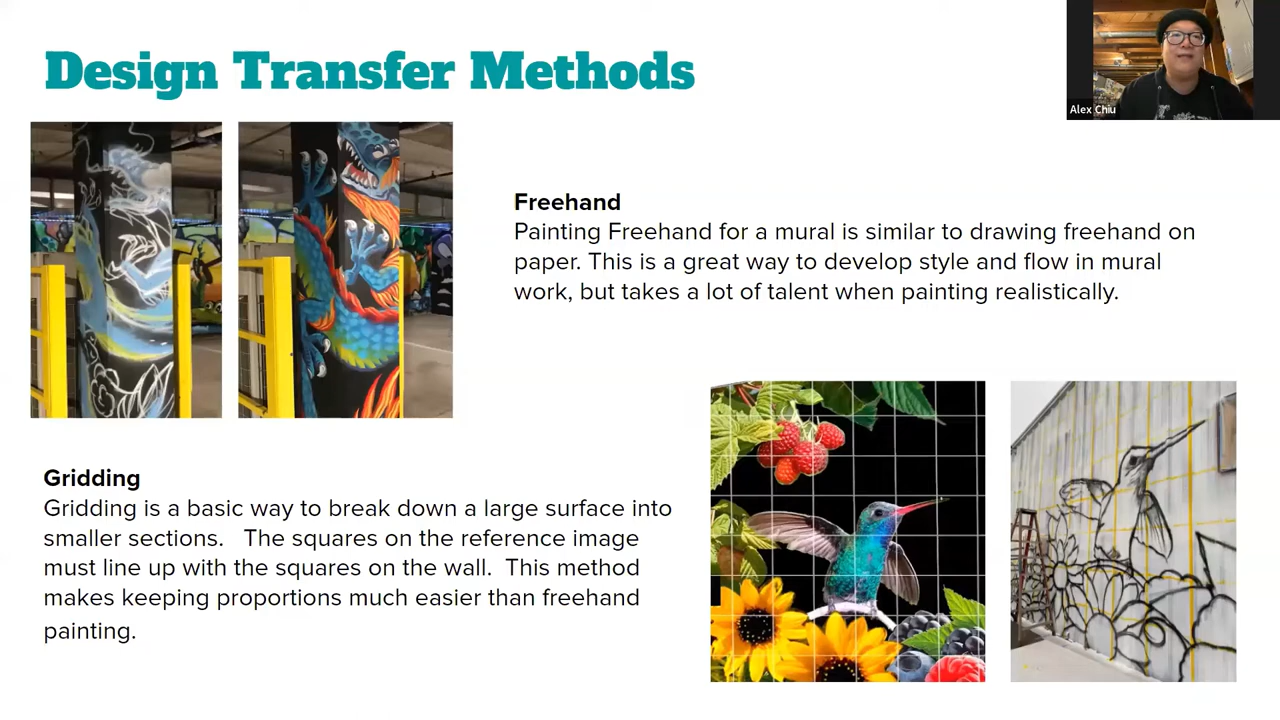 Design Transfer Methods
Alex Chiu
Freehand
Painting Freehand for a mural is similar to drawing freehand on
paper. This is a great way to develop style and flow in mural
work, but takes a lot of talent when painting realistically.
Gridding
Gridding is a basic way to break down a large surface into
smaller sections.   The squares on the reference image
must line up with the squares on the wall.  This method
makes keeping proportions much easier than freehand
painting.